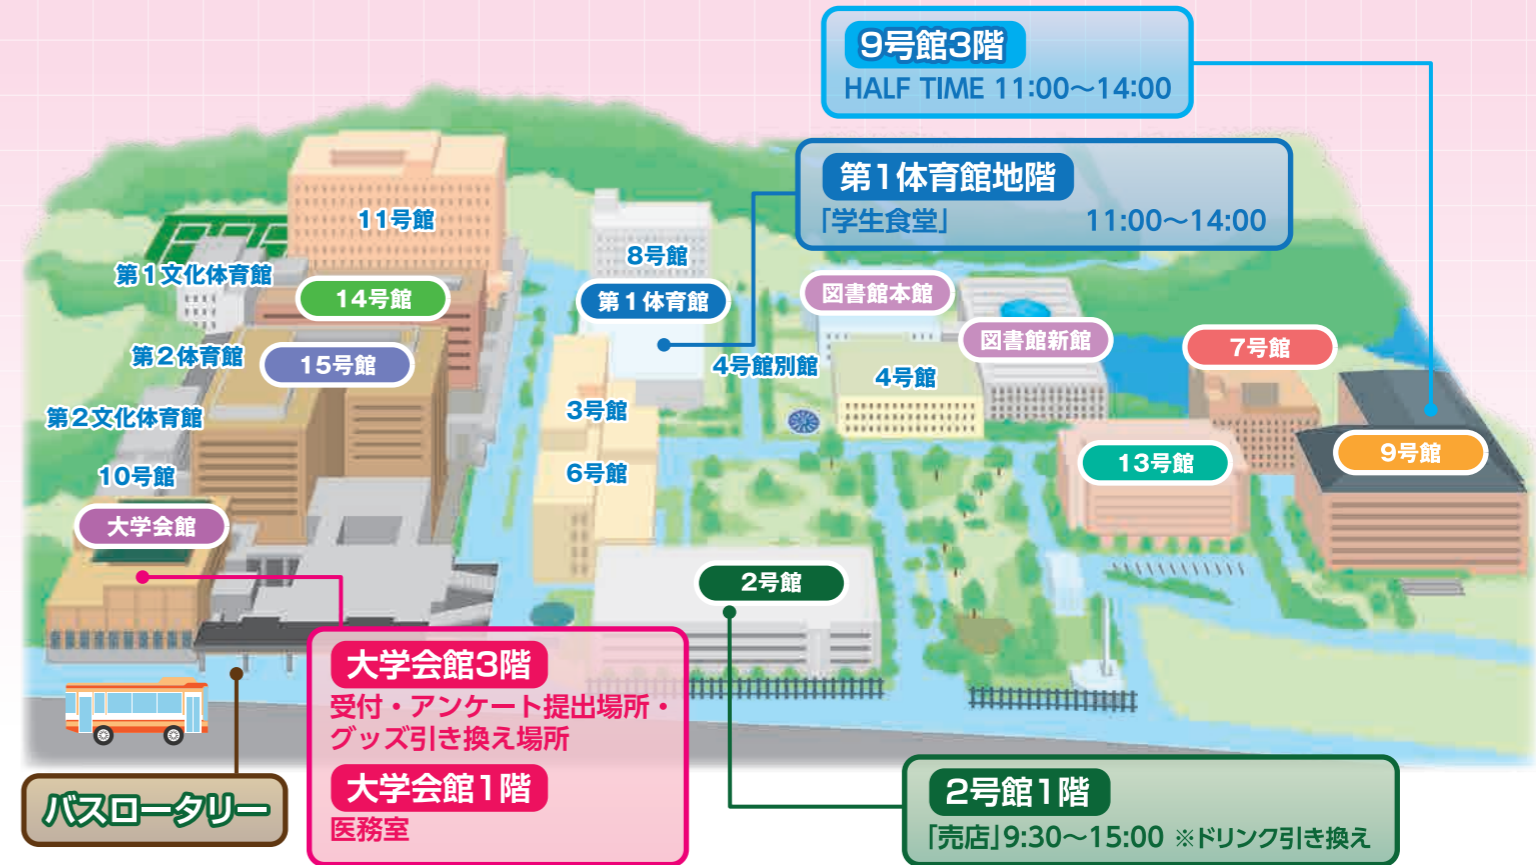 9号館3階
HALF TIME 11:00～14:00
第1体育館地階
「学生食堂」 11:00～14:00
11号館
8号館
第1文化体育館
14号館
第1体育館
図書館本館
図書館新館
7号館
第2体育館
15号館
4号館別館
4号館
第2文化体育館
3号館
13号館
9号館
10号館
6号館
大学会館
2号館
大学会館3階
受付・アンケート提出場所・
グッズ引き換え場所
大学会館1階
医務室
バスロータリー
2号館1階
「売店」9:30～15:00 ※ドリンク引き換え